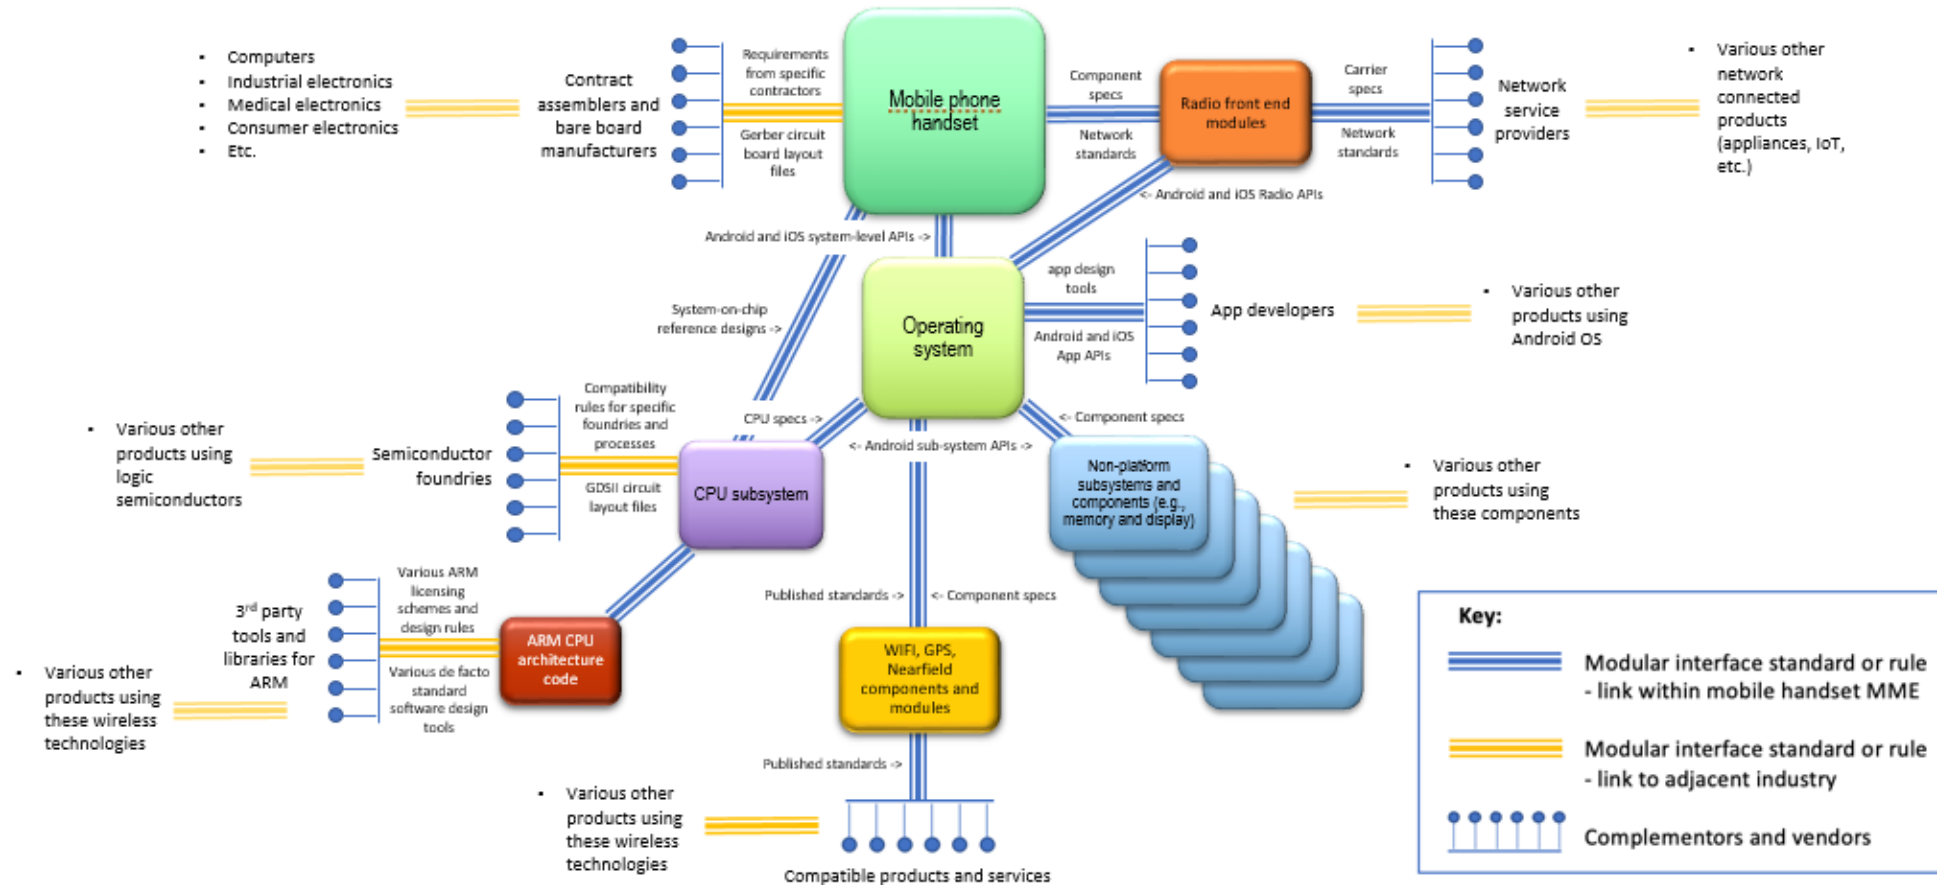 Computers
Industrial electronics
Medical electronics
Consumer electronics
Etc.
Contract
assemblers and
bare board
manufacturers
Requirements
from specific
contractors
Gerber circuit
board layout
files
Mobile phone
handset
Component
specs
Network
standards
Radio front end
modules
Carrier
specs
Network
standards
Network
service
providers
Various other
network
connected
products
(appliances, IoT,
etc.)
<- Android and iOS Radio APIs
Android and iOS system-level APIs ->
System-on-chip
reference designs ->
Operating
system
app design
tools
Android and iOS
App APIs
App developers
Various other
products using
Android OS
Various other
products using
logic
semiconductors
Semiconductor
foundries
Compatibility
rules for specific
foundries and
processes
GDSII circuit
layout files
CPU subsystem
CPU specs ->
<- Android sub-system APIs ->
<- Component specs
Non-platform
subsystems and
components (e.g.,
memory and display)
Various other
products using
these components
Various other
products using
these wireless
technologies
3rd party
tools and
libraries for
ARM
Various ARM
licensing
schemes and
design rules
Various de facto
standard
software design
tools
ARM CPU
architecture
code
Published standards ->
<- Component specs
WIFI, GPS,
Nearfield
components and
modules
Published standards ->
Various other
products using
these wireless
technologies
Compatible products and services
Key:
Modular interface standard or rule
- link within mobile handset MME
Modular interface standard or rule
- link to adjacent industry
Complementors and vendors